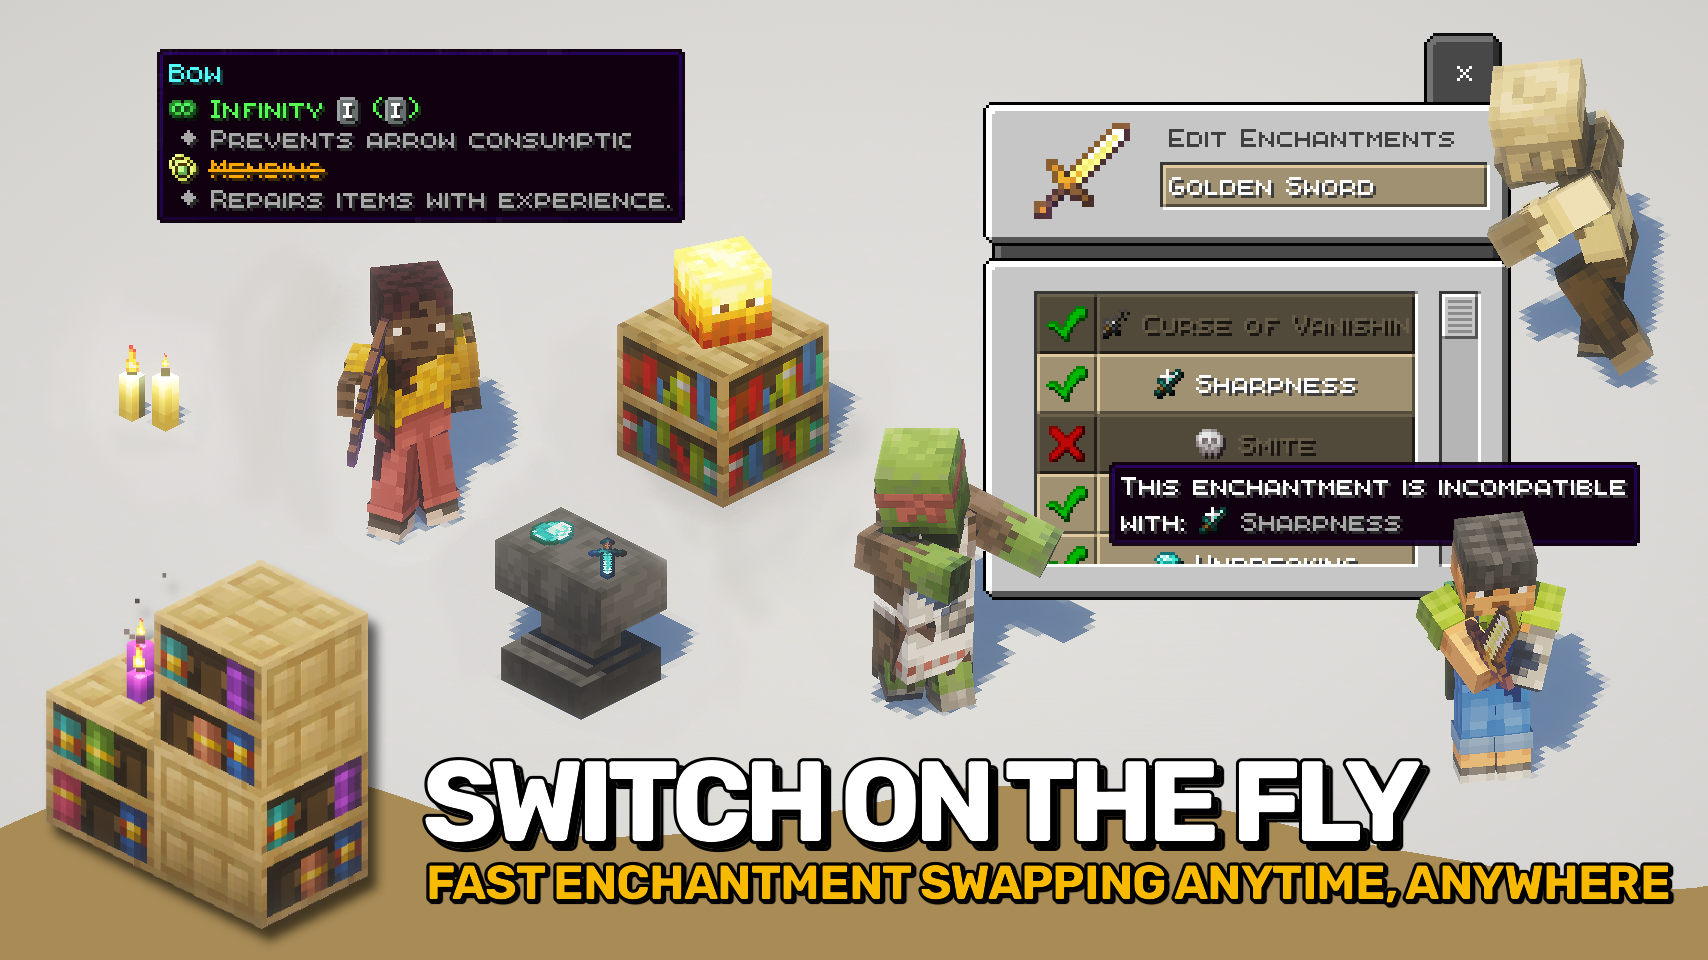 Bow
Infinity I (I)
Prevents arrow consumptic
Mending
Repairs items with experience.
x
Edit Enchantments
Golden Sword
Curse of Vanishin
Sharpness
Smite
This enchantment is incompatible
with: Sharpness
Unbreaking
SWITCH ON THE FLY
FAST ENCHANTMENT SWAPPING ANYTIME, ANYWHERE